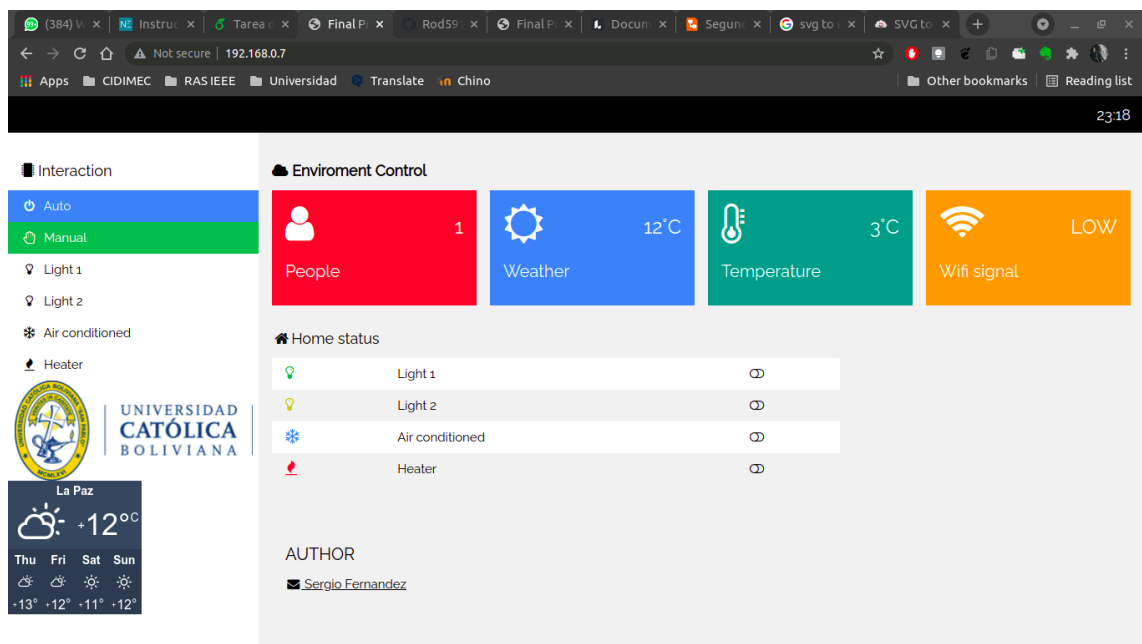 (384) W
Instruc
Tarea
Final P
Rod59
Final P
Docum
Segun
svg to
SVG to
Not secure | 192.168.0.7
Apps CIDIMEC RAS IEEE Universidad Translate Chino Other bookmarks Reading list
23:18
Interaction
Auto
Manual
Light 1
Light 2
Air conditioned
Heater
UNIVERSIDAD
CATÓLICA
BOLIVIANA
La Paz
+12°C
Thu Fri Sat Sun
+13° +12° +11° +12°
Enviroment Control
1
People
12°C
Weather
3°C
Temperature
LOW
Wifi signal
Home status
Light 1
Light 2
Air conditioned
Heater
AUTHOR
Sergio Fernandez